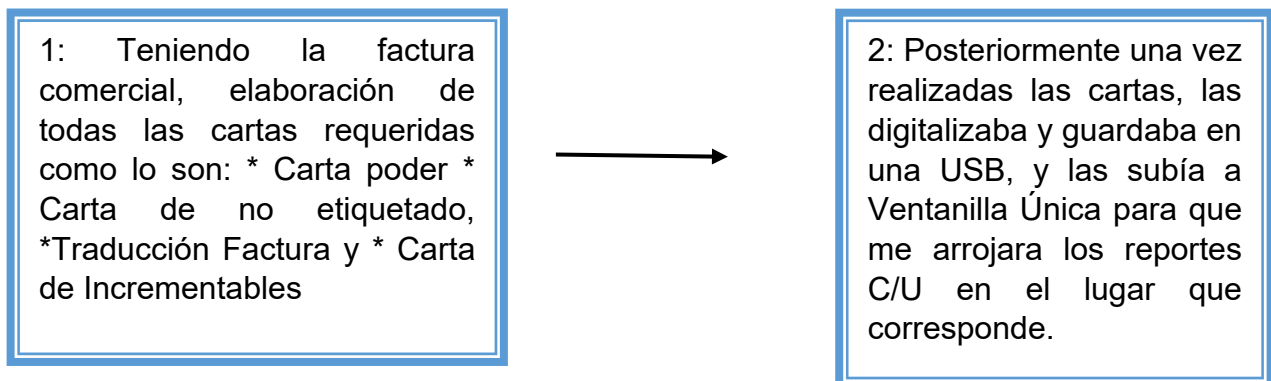 1: Teniendo la factura
comercial, elaboración de
todas las cartas requeridas
como lo son: * Carta poder *
Carta de no etiquetado,
*Traducción Factura y * Carta
de Incrementables
2: Posteriormente una vez
realizadas las cartas, las
digitalizaba y guardaba en
una USB, y las subía a
Ventanilla Única para que
me arrojara los reportes
C/U en el lugar que
corresponde.